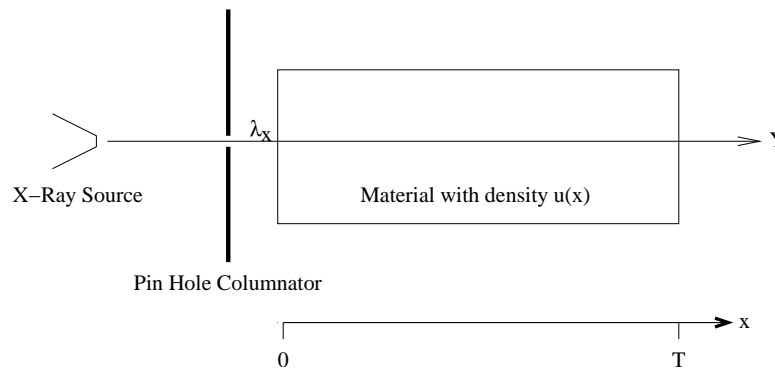 λx
Y
X−Ray Source
Material with density u(x)
Pin Hole Columnator
x
0
T